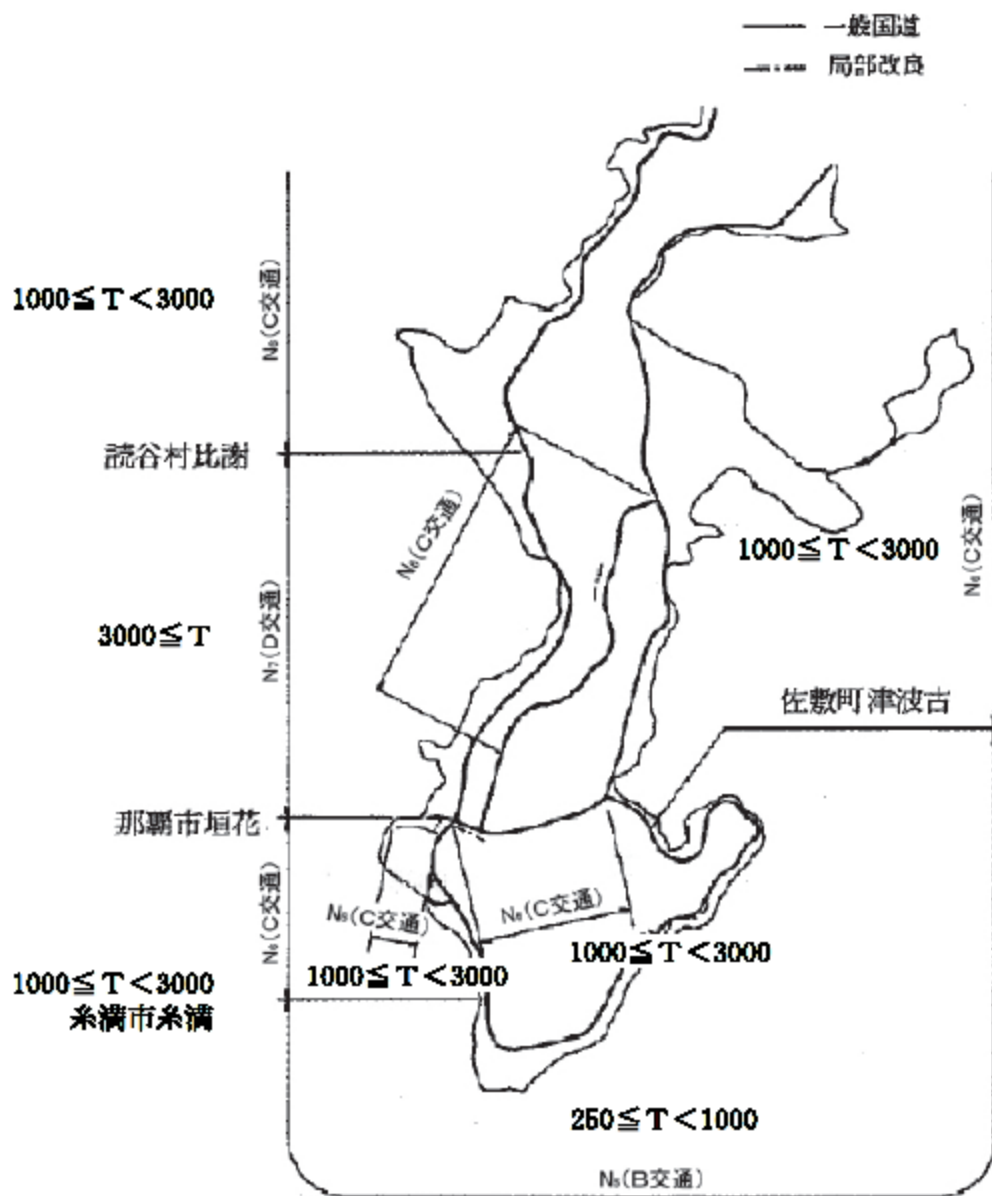 一般国道
局部改良
1000≦T<3000
N₆(C交通)
読谷村比謝
N₆(C交通)
1000≦T<3000
N₆(C交通)
3000≦T
N₇(D交通)
佐敷町津波古
那覇市垣花
N₆(C交通)
N₆(C交通)
N₆(C交通)
1000≦T<3000
1000≦T<3000
1000≦T<3000
糸満市糸満
250≦T<1000
N₅(B交通)